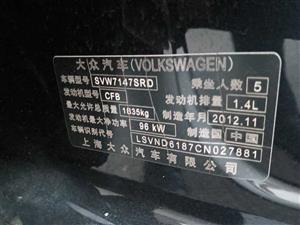 大众汽车(VOLKSWAGEN)
车辆型号 SVW7147SRD 乘坐人数 5
发动机型号 CFB 发动机排量 1.4L
最大允许总质量 1835kg 制造年月 2012.11
发动机最大净功率 96 kW 制造国 中国
车辆识别代号 LSVND6187CN027881
上海大众汽车有限公司